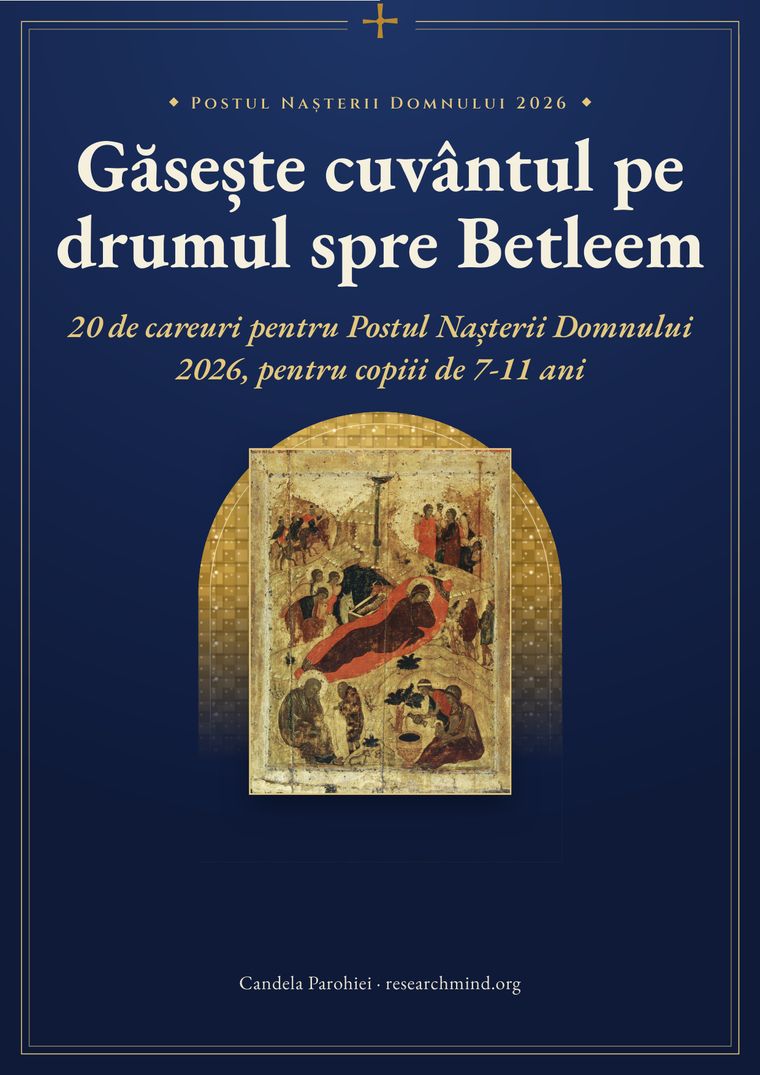 Postul Nașterii Domnului 2026
Găsește cuvântul pe
drumul spre Betleem
20 de careuri pentru Postul Nașterii Domnului
2026, pentru copiii de 7-11 ani
Candela Parohiei · researchmind.org